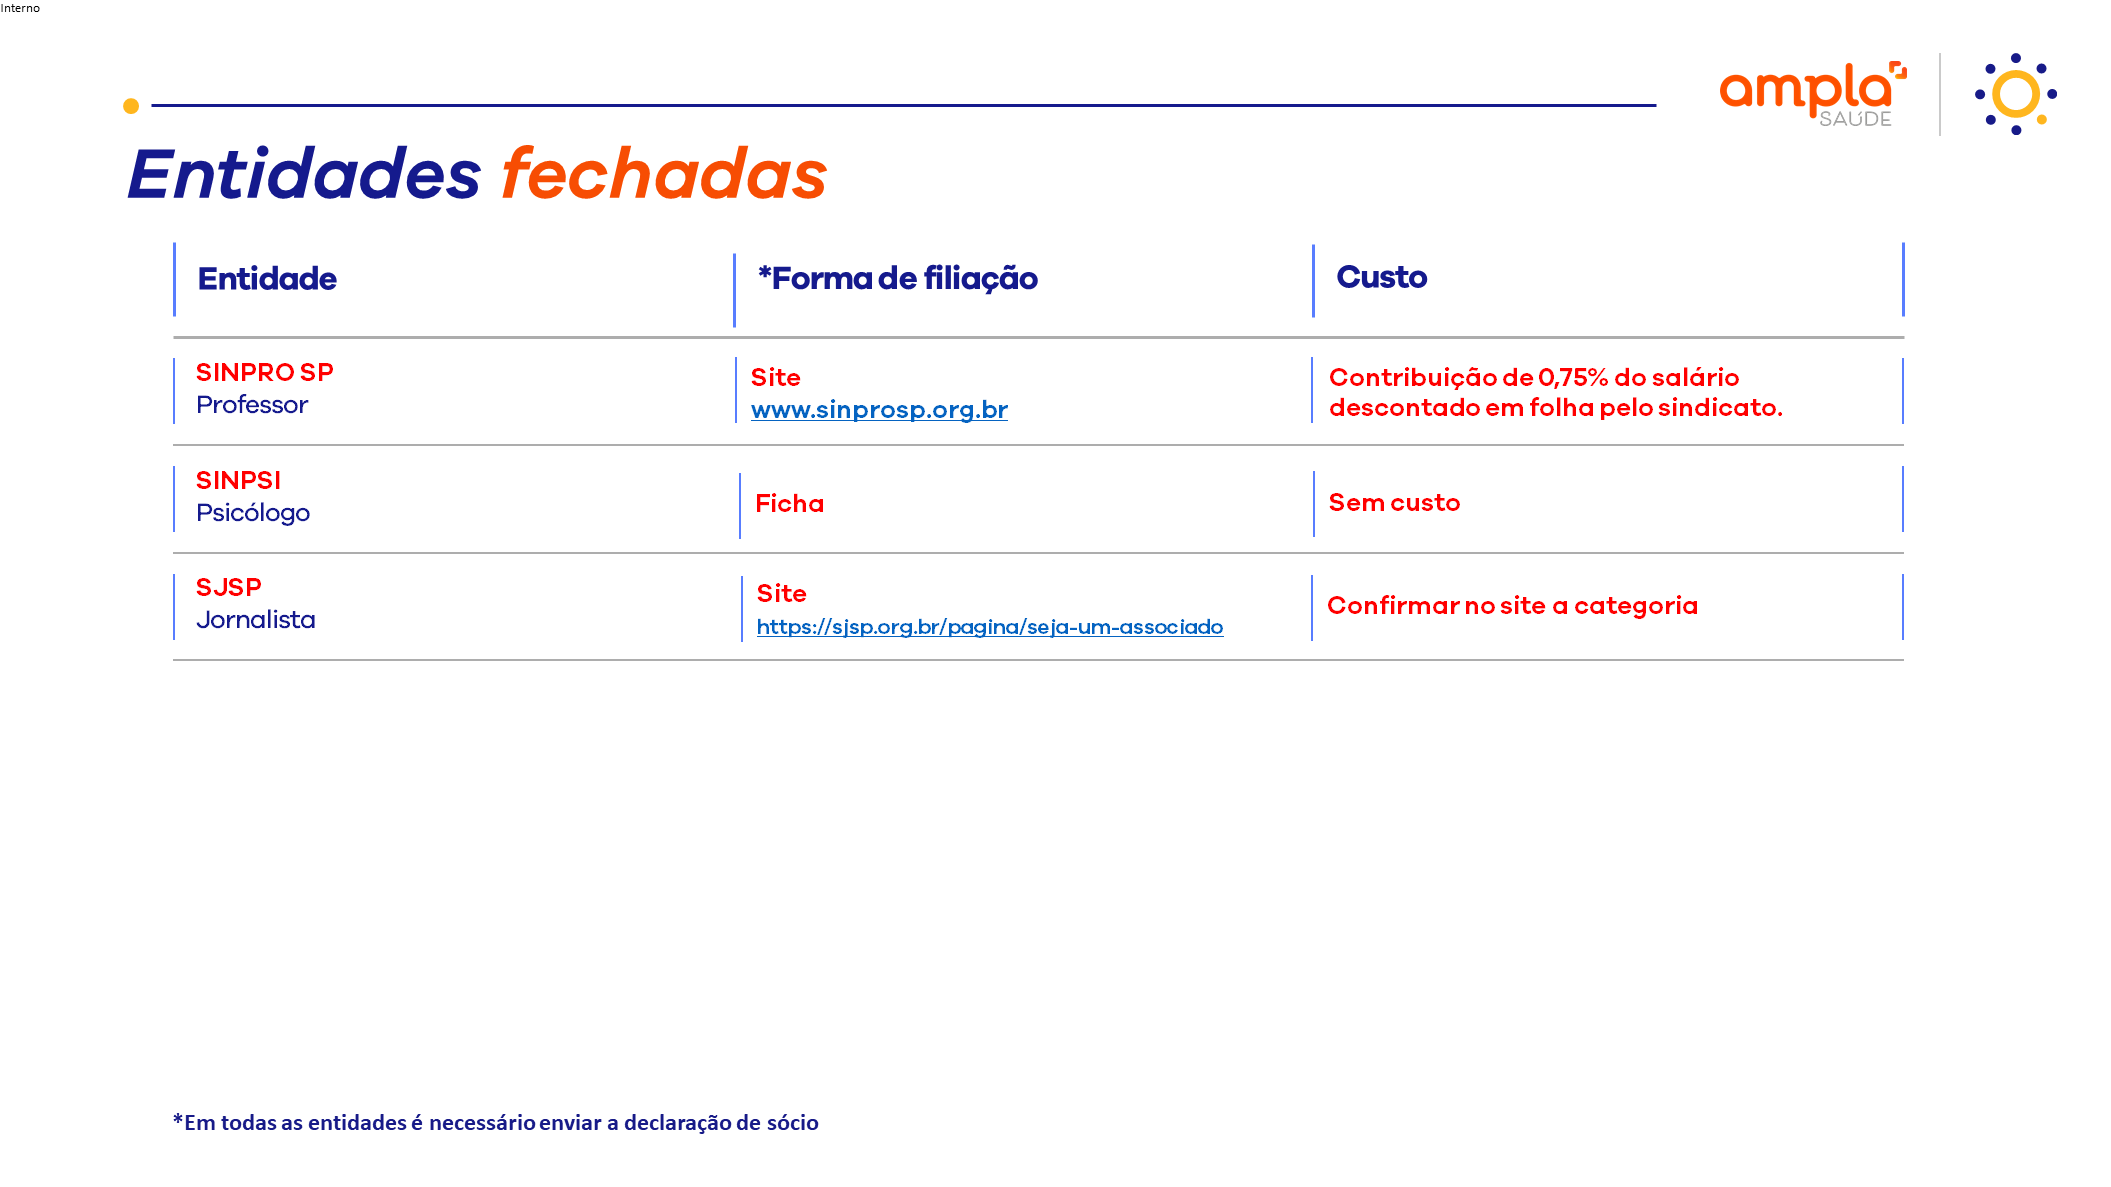 Interno
ampla
SAÚDE
Entidades fechadas
Entidade
*Forma de filiação
Custo
SINPRO SP
Professor
Site
www.sinprosp.org.br
Contribuição de 0,75% do salário
descontado em folha pelo sindicato.
SINPSI
Psicólogo
Ficha
Sem custo
SJSP
Jornalista
Site
https://sjsp.org.br/pagina/seja-um-associado
Confirmar no site a categoria
*Em todas as entidades é necessário enviar a declaração de sócio